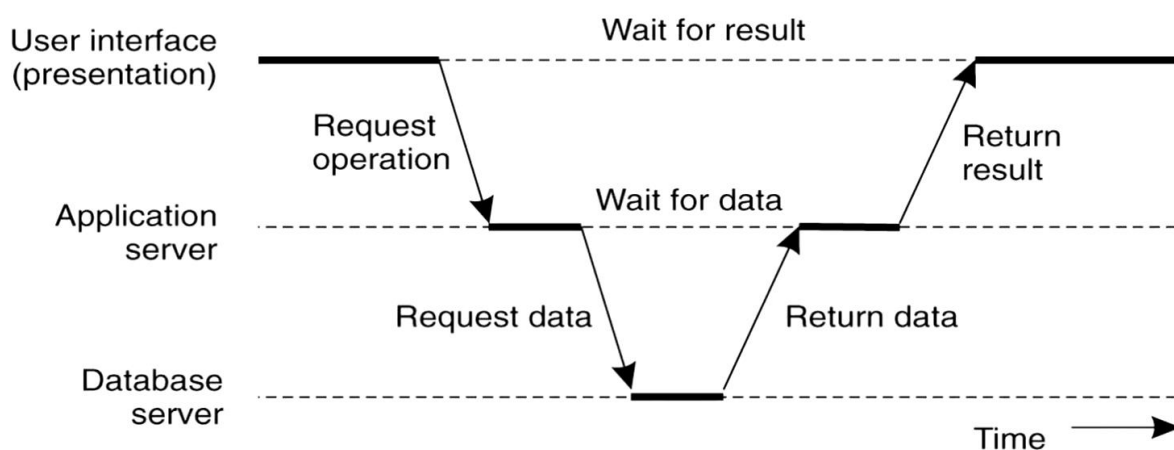 User interface
(presentation)
Wait for result
Request
operation
Return
result
Application
server
Wait for data
Request data
Return data
Database
server
Time